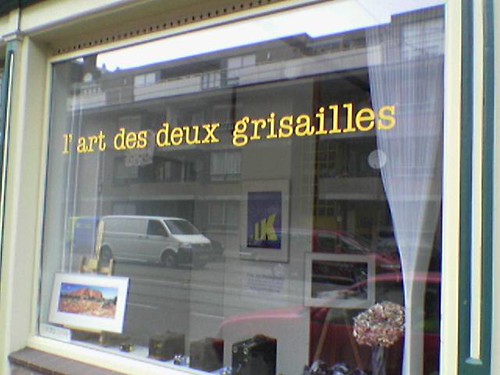 l' art des deux grisailles